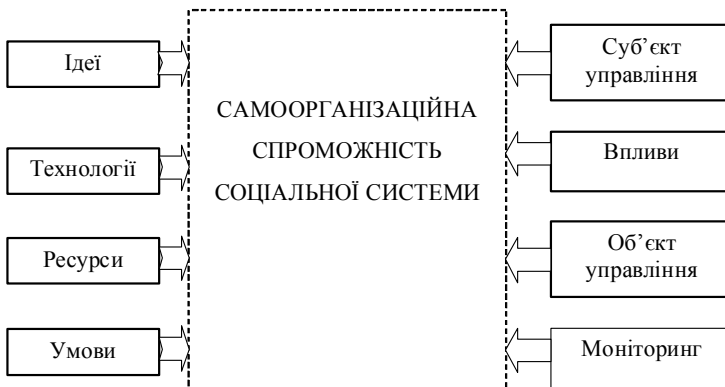 Ідеї
Технології
Ресурси
Умови
САМООРГАНІЗАЦІЙНА
СПРОМОЖНІСТЬ
СОЦІАЛЬНОЇ СИСТЕМИ
Суб’єкт
управління
Впливи
Об’єкт
управління
Моніторинг